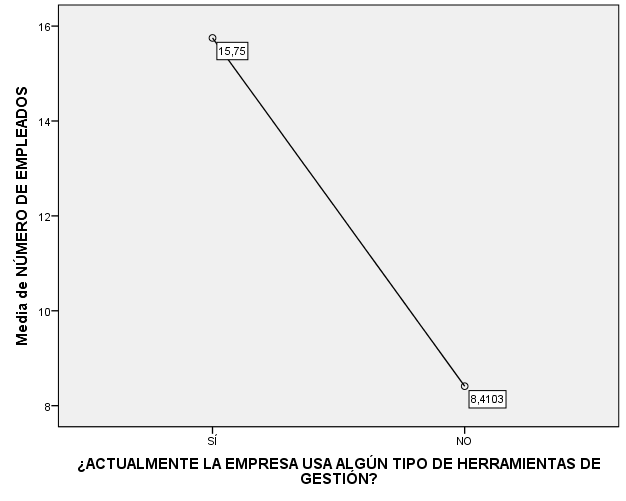 Media de NÚMERO DE EMPLEADOS
16
14
12
10
8
15,75
8,4103
SÍ
NO
¿ACTUALMENTE LA EMPRESA USA ALGÚN TIPO DE HERRAMIENTAS DE
GESTIÓN?